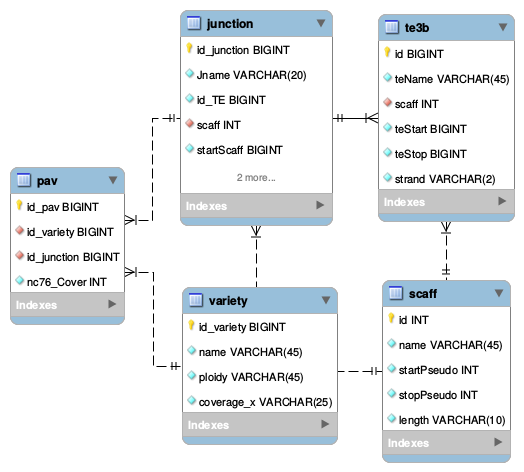 junction
id_junction BIGINT
Jname VARCHAR(20)
id_TE BIGINT
scaff INT
startScaff BIGINT
2 more...
Indexes
te3b
id BIGINT
teName VARCHAR(45)
scaff INT
teStart BIGINT
teStop BIGINT
strand VARCHAR(2)
Indexes
pav
id_pav BIGINT
id_variety BIGINT
id_junction BIGINT
nc76_Cover INT
Indexes
variety
id_variety BIGINT
name VARCHAR(45)
ploidy VARCHAR(45)
coverage_x VARCHAR(25)
Indexes
scaff
id INT
name VARCHAR(45)
startPseudo INT
stopPseudo INT
length VARCHAR(10)
Indexes